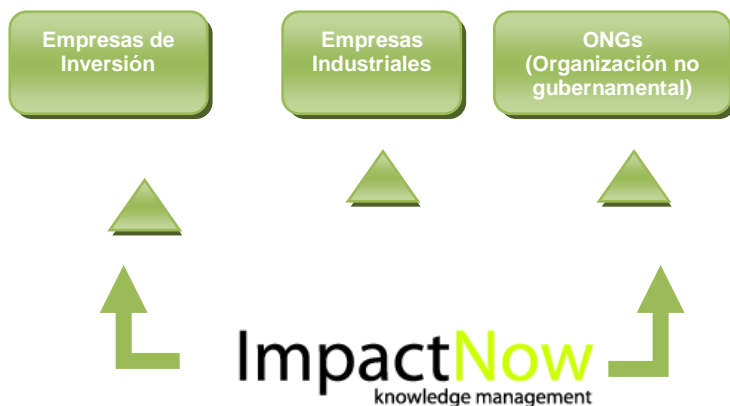 Empresas de
Inversión
Empresas
Industriales
ONGs
(Organización no
gubernamental)
ImpactNow
knowledge management